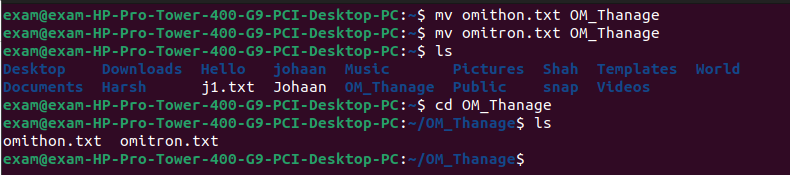 exam@exam-HP-Pro-Tower-400-G9-PCI-Desktop-PC:~$ mv omithon.txt OM_Thanage
exam@exam-HP-Pro-Tower-400-G9-PCI-Desktop-PC:~$ mv omitron.txt OM_Thanage
exam@exam-HP-Pro-Tower-400-G9-PCI-Desktop-PC:~$ ls
Desktop Downloads Hello johaan Music Pictures Shah Templates World
Documents Harsh j1.txt Johaan OM_Thanage Public snap Videos
exam@exam-HP-Pro-Tower-400-G9-PCI-Desktop-PC:~$ cd OM_Thanage
exam@exam-HP-Pro-Tower-400-G9-PCI-Desktop-PC:~/OM_Thanage$ ls
omithon.txt omitron.txt
exam@exam-HP-Pro-Tower-400-G9-PCI-Desktop-PC:~/OM_Thanage$